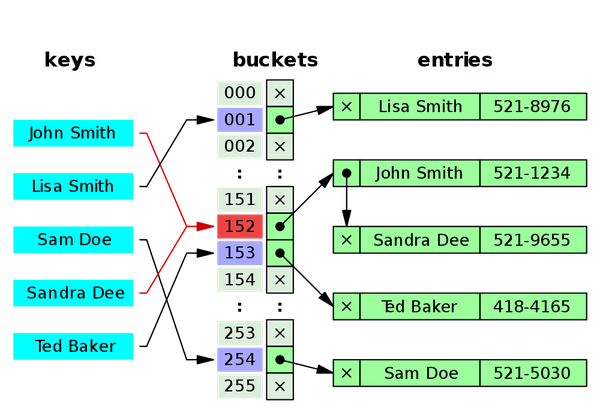 keys buckets entries
000 ×
001 × Lisa Smith 521-8976
002 ×
John Smith
: :
Lisa Smith
151 × John Smith 521-1234
152
Sam Doe × Sandra Dee 521-9655
153
154 ×
Sandra Dee
: : × Ted Baker 418-4165
253 ×
Ted Baker
254 × Sam Doe 521-5030
255 ×